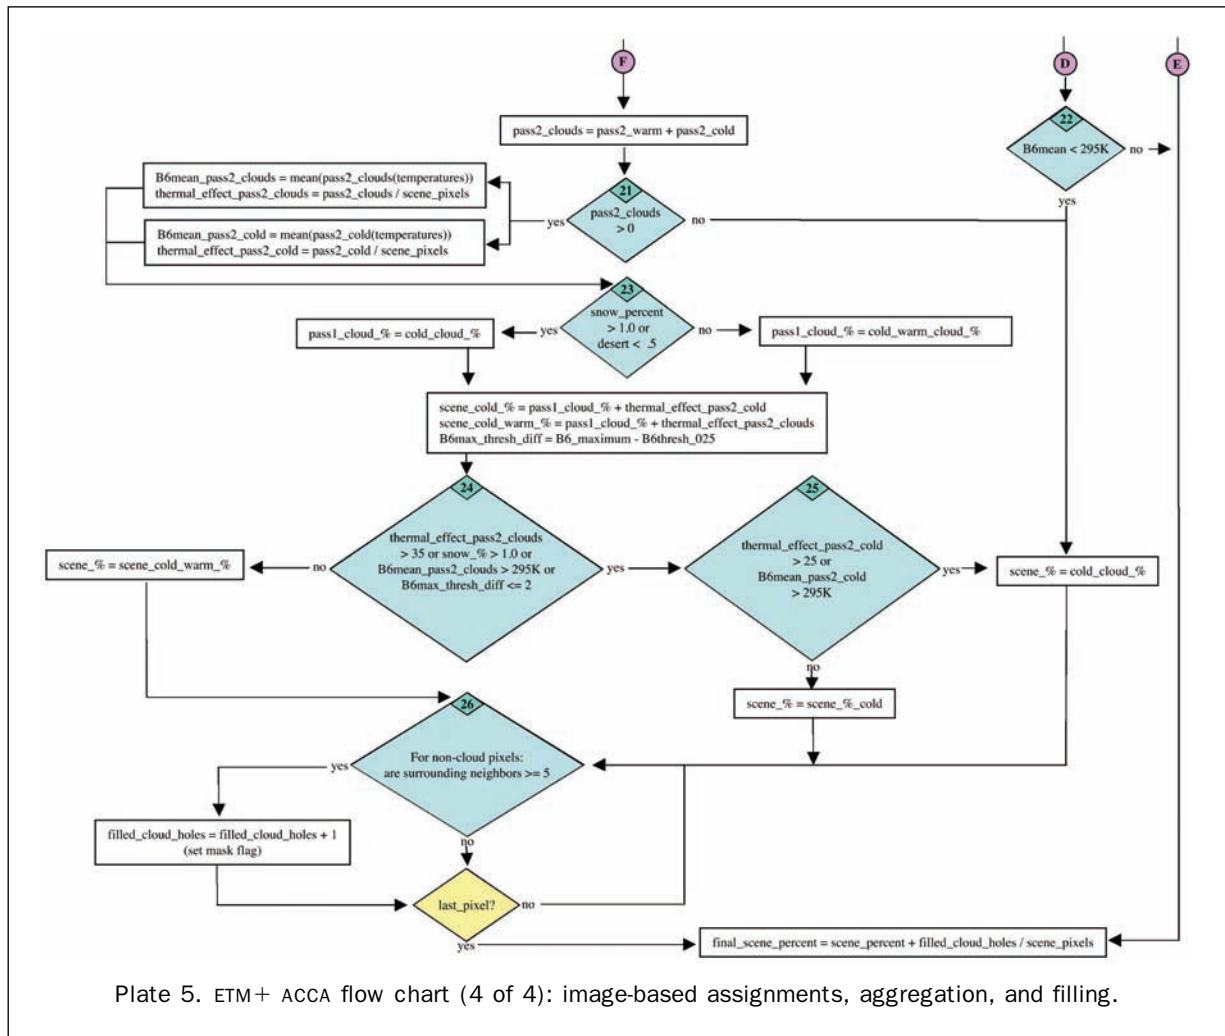 F
D
E
pass2_clouds = pass2_warm + pass2_cold
22
B6mean < 295K
no
yes
B6mean_pass2_clouds = mean(pass2_clouds(temperatures))
thermal_effect_pass2_clouds = pass2_clouds / scene_pixels
21
pass2_clouds
> 0
yes
no
B6mean_pass2_cold = mean(pass2_cold(temperatures))
thermal_effect_pass2_cold = pass2_cold / scene_pixels
23
snow_percent
> 1.0 or
desert < .5
yes
no
pass1_cloud_% = cold_cloud_%
pass1_cloud_% = cold_warm_cloud_%
scene_cold_% = pass1_cloud_% + thermal_effect_pass2_cold
scene_cold_warm_% = pass1_cloud_% + thermal_effect_pass2_clouds
B6max_thresh_diff = B6_maximum - B6thresh_025
24
thermal_effect_pass2_clouds
> 35 or snow_% > 1.0 or
B6mean_pass2_clouds > 295K or
B6max_thresh_diff <= 2
no
yes
scene_% = scene_cold_warm_%
25
thermal_effect_pass2_cold
> 25 or
B6mean_pass2_cold
> 295K
yes
no
scene_% = cold_cloud_%
scene_% = scene_%_cold
26
For non-cloud pixels:
are surrounding neighbors >= 5
yes
no
filled_cloud_holes = filled_cloud_holes + 1
(set mask flag)
last_pixel?
no
yes
final_scene_percent = scene_percent + filled_cloud_holes / scene_pixels
Plate 5. ETM+ ACCA flow chart (4 of 4): image-based assignments, aggregation, and filling.